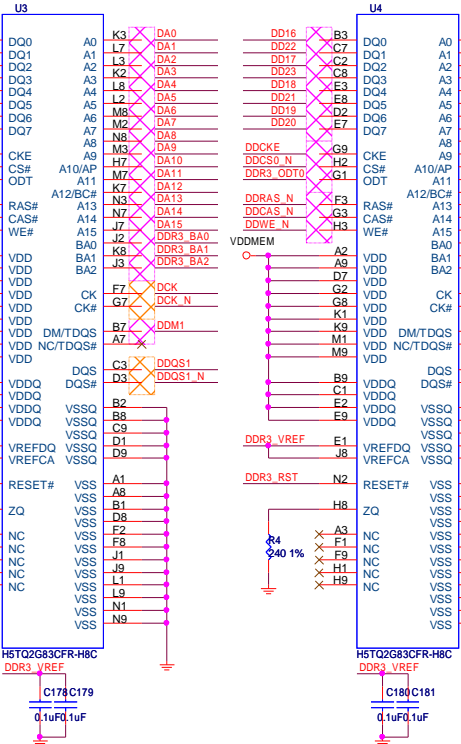 U3 U4
K3 DA0 DD16 B3
DQ0 A0 DQ0 A0
L7 DA1 DD22 C7
DQ1 A1 DQ1 A1
L3 DA2 DD17 C2
DQ2 A2 DQ2 A2
K2 DA3 DD23 C8
DQ3 A3 DQ3 A3
L8 DA4 DD18 E3
DQ4 A4 DQ4 A4
L2 DA5 DD21 E8
DQ5 A5 DQ5 A5
M8 DA6 DD19 D2
DQ6 A6 DQ6 A6
M2 DA7 DD20 E7
DQ7 A7 DQ7 A7
N8 DA8
A8 A8
M3 DA9 DDCKE G9
CKE A9 CKE A9
H7 DA10 DDCS0_N H2
CS# A10/AP CS# A10/AP
M7 DA11 DDR3_ODT0 G1
ODT A11 ODT A11
K7 DA12
A12/BC# A12/BC#
N3 DA13 DDRAS_N F3
RAS# A13 RAS# A13
N7 DA14 DDCAS_N G3
CAS# A14 CAS# A14
J7 DA15 DDWE_N H3
WE# A15 WE# A15
J2 DDR3_BA0 VDDMEM
BA0 BA0
K8 DDR3_BA1 A2
VDD BA1 VDD BA1
J3 DDR3_BA2 A9
VDD BA2 VDD BA2
D7
VDD VDD
F7 DCK G2
VDD CK VDD CK
G7 DCK_N G8
VDD CK# VDD CK#
K1
VDD VDD
B7 DDM1 K9
VDD DM/TDQS VDD DM/TDQS
A7 M1
VDD NC/TDQS# VDD NC/TDQS#
M9
VDD VDD
C3 DDQS1
DQS DQS
D3 DDQS1_N B9
VDDQ DQS# VDDQ DQS#
C1
VDDQ VDDQ
B2 E2
VDDQ VSSQ VDDQ VSSQ
B8 E9
VDDQ VSSQ VDDQ VSSQ
C9
VSSQ VSSQ
D1 DDR3_VREF E1
VREFDQ VSSQ VREFDQ VSSQ
D9 J8
VREFCA VSSQ VREFCA VSSQ
A1 DDR3_RST N2
RESET# VSS RESET# VSS
A8
VSS VSS
B1 H8
ZQ VSS ZQ VSS
D8
VSS VSS
F2 R4 A3
NC VSS NC VSS
F8 240 1% F1
NC VSS NC VSS
J1 F9
NC VSS NC VSS
J9 H1
NC VSS NC VSS
L1 H9
NC VSS NC VSS
L9
VSS VSS
N1
VSS VSS
N9
VSS VSS
H5TQ2G83CFR-H8C H5TQ2G83CFR-H8C
DDR3_VREF DDR3_VREF
C178 C179 C180 C181
0.1uF 0.1uF 0.1uF 0.1uF